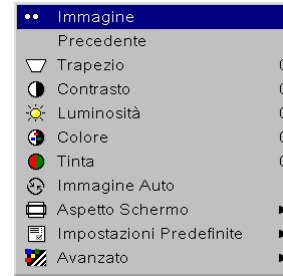 Immagine
Precedente
Trapezio
Contrasto
Luminosità
Colore
Tinta
Immagine Auto
Aspetto Schermo
Impostazioni Predefinite
Avanzato